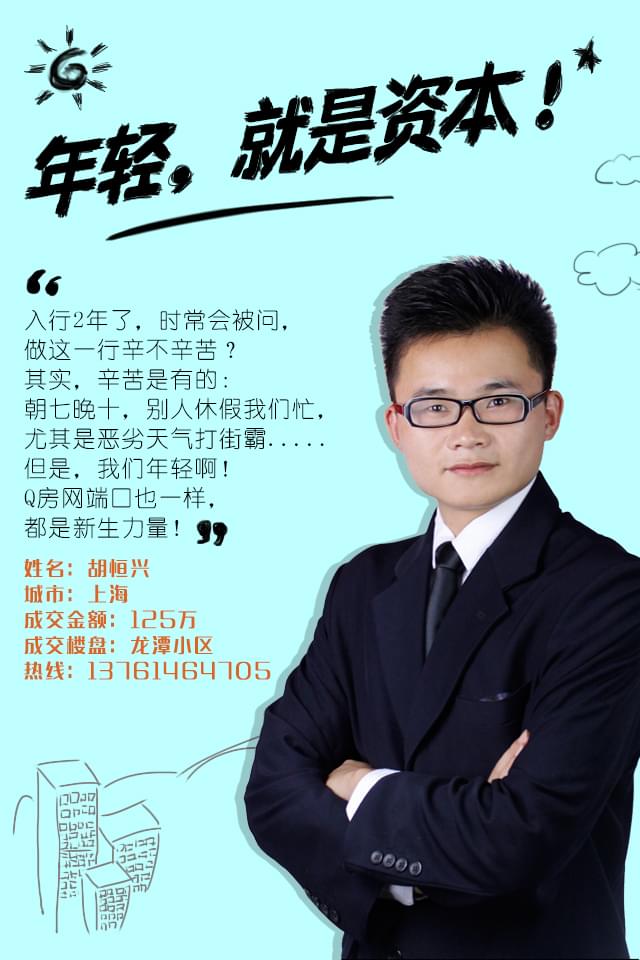 年轻，就是资本！
“
入行2年了，时常会被问，
做这一行辛不辛苦？
其实，辛苦是有的：
朝七晚十，别人休假我们忙，
尤其是恶劣天气打街霸.....
但是，我们年轻啊！
Q房网端口也一样，
都是新生力量！”
姓名：胡恒兴
城市：上海
成交金额：125万
成交楼盘：龙潭小区
热线：13761464705